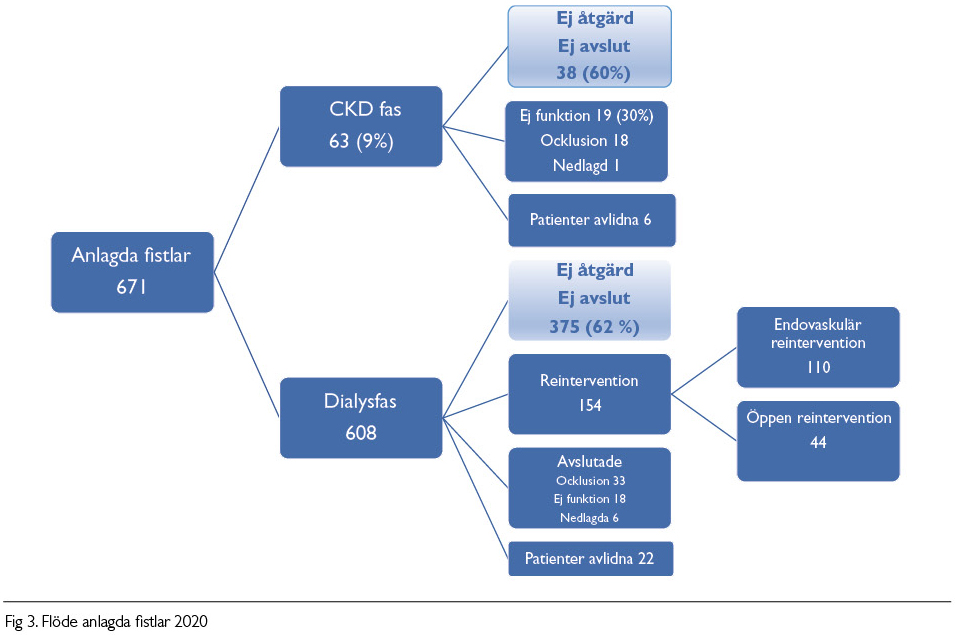 Anlagda fistlar
671
CKD fas
63 (9%)
Ej åtgärd
Ej avslut
38 (60%)
Ej funktion 19 (30%)
Ocklusion 18
Nedlagd 1
Patienter avlidna 6
Dialysfas
608
Ej åtgärd
Ej avslut
375 (62 %)
Reintervention
154
Endovaskulär
reintervention
110
Öppen reintervention
44
Avslutade
Ocklusion 33
Ej funktion 18
Nedlagda 6
Patienter avlidna 22
Fig 3. Flöde anlagda fistlar 2020